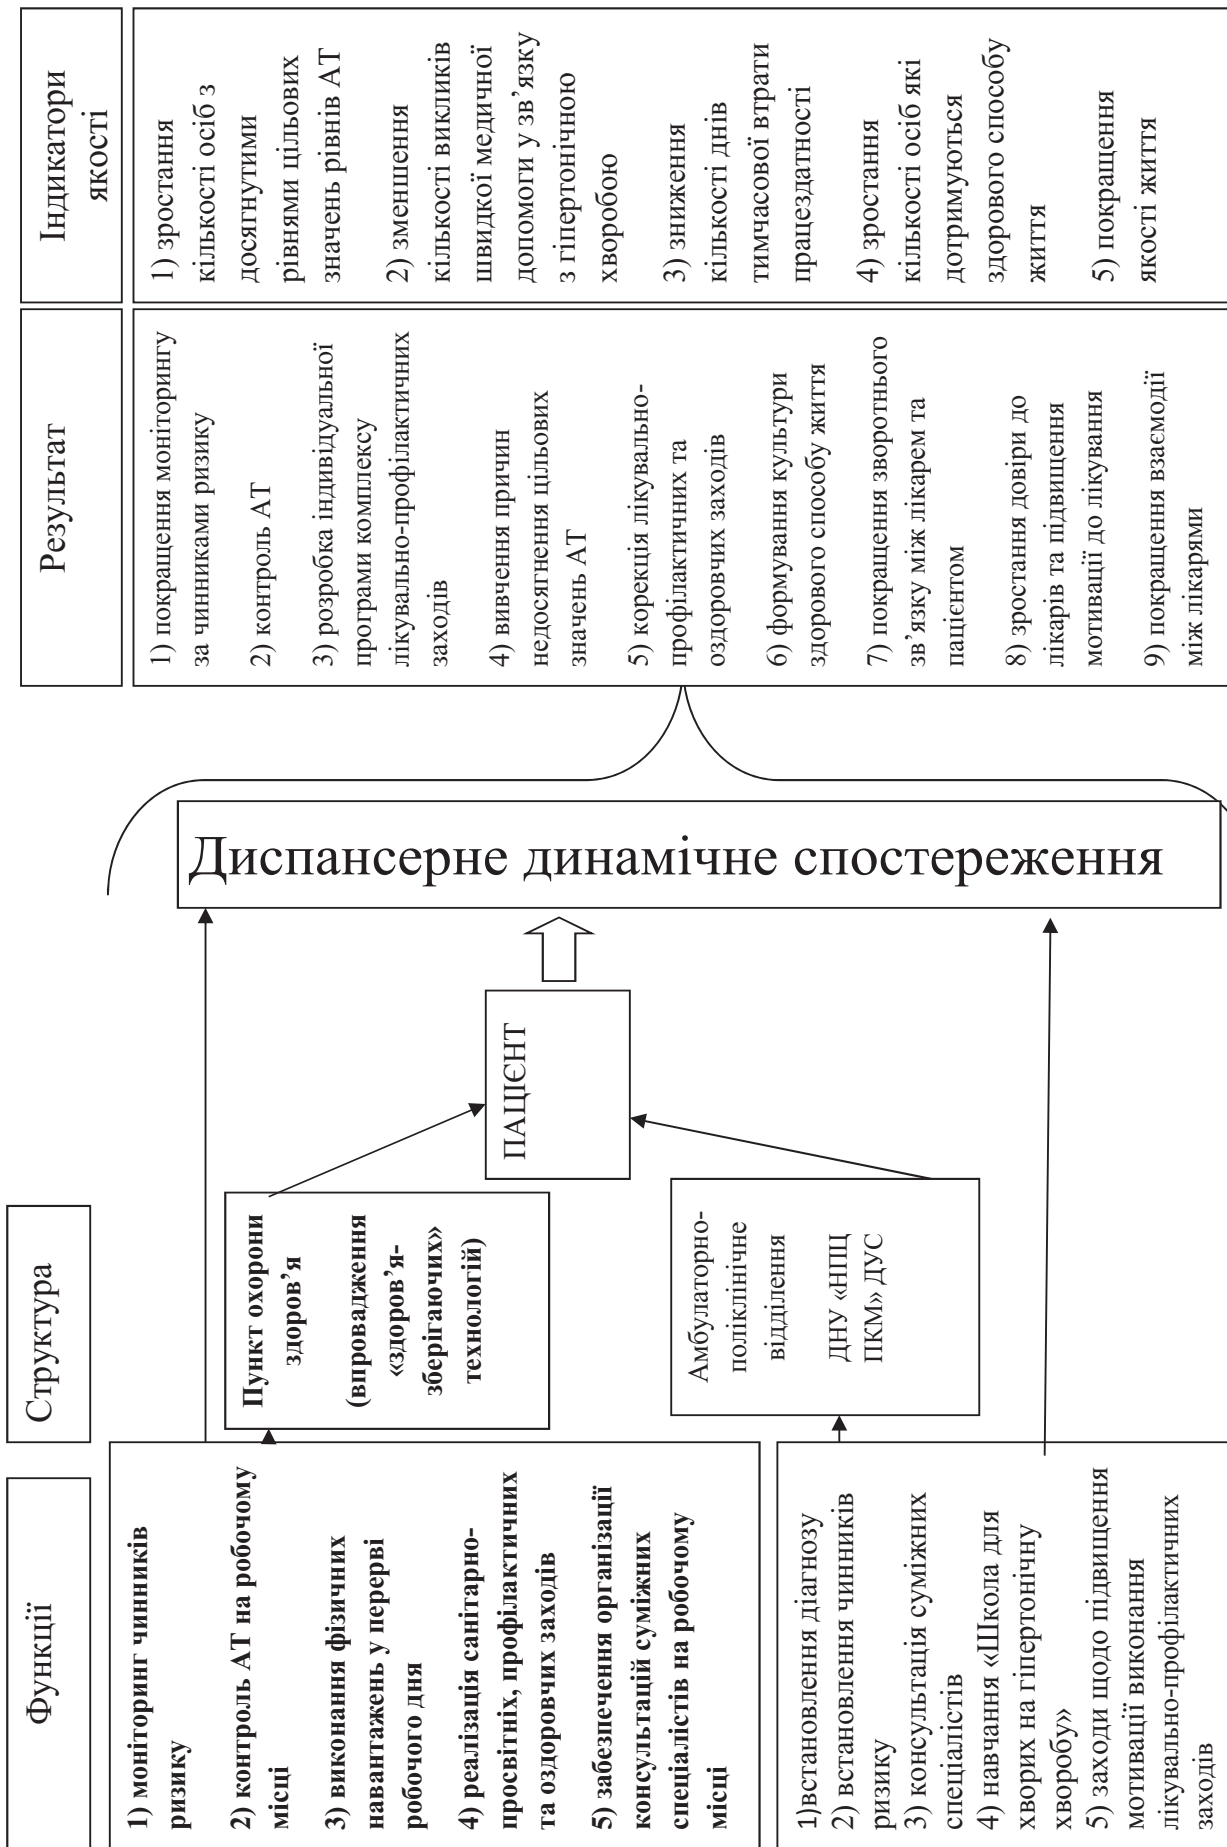 Функції
1) моніторинг чинників
ризику
2) контроль АТ на робочому
місці
3) виконання фізичних
навантажень у перерві
робочого дня
4) реалізація санітарно-
просвітніх, профілактичних
та оздоровчих заходів
5) забезпечення організації
консультацій суміжних
спеціалістів на робочому
місці
1)встановлення діагнозу
2) встановлення чинників
ризику
3) консультація суміжних
спеціалістів
4) навчання «Школа для
хворих на гіпертонічну
хворобу»
5) заходи щодо підвищення
мотивації виконання
лікувально-профілактичних
заходів
Структура
Пункт охорони
здоров’я
(впровадження
«здоров’я-
зберігаючих»
технологій)
Амбулаторно-
поліклінічне
відділення
ДНУ «НПЦ
ПКМ» ДУС
ПАЦІЄНТ
Диспансерне динамічне спостереження
Результат
1) покращення моніторингу
за чинниками ризику
2) контроль АТ
3) розробка індивідуальної
програми комплексу
лікувально-профілактичних
заходів
4) вивчення причин
недосягнення цільових
значень АТ
5) корекція лікувально-
профілактичних та
оздоровчих заходів
6) формування культури
здорового способу життя
7) покращення зворотнього
зв’язку між лікарем та
пацієнтом
8) зростання довіри до
лікарів та підвищення
мотивації до лікування
9) покращення взаємодії
між лікарями
Індикатори
якості
1) зростання
кількості осіб з
досягнутими
рівнями цільових
значень рівнів АТ
2) зменшення
кількості викликів
швидкої медичної
допомоги у зв’язку
з гіпертонічною
хворобою
3) зниження
кількості днів
тимчасової втрати
працездатності
4) зростання
кількості осіб які
дотримуються
здорового способу
життя
5) покращення
якості життя